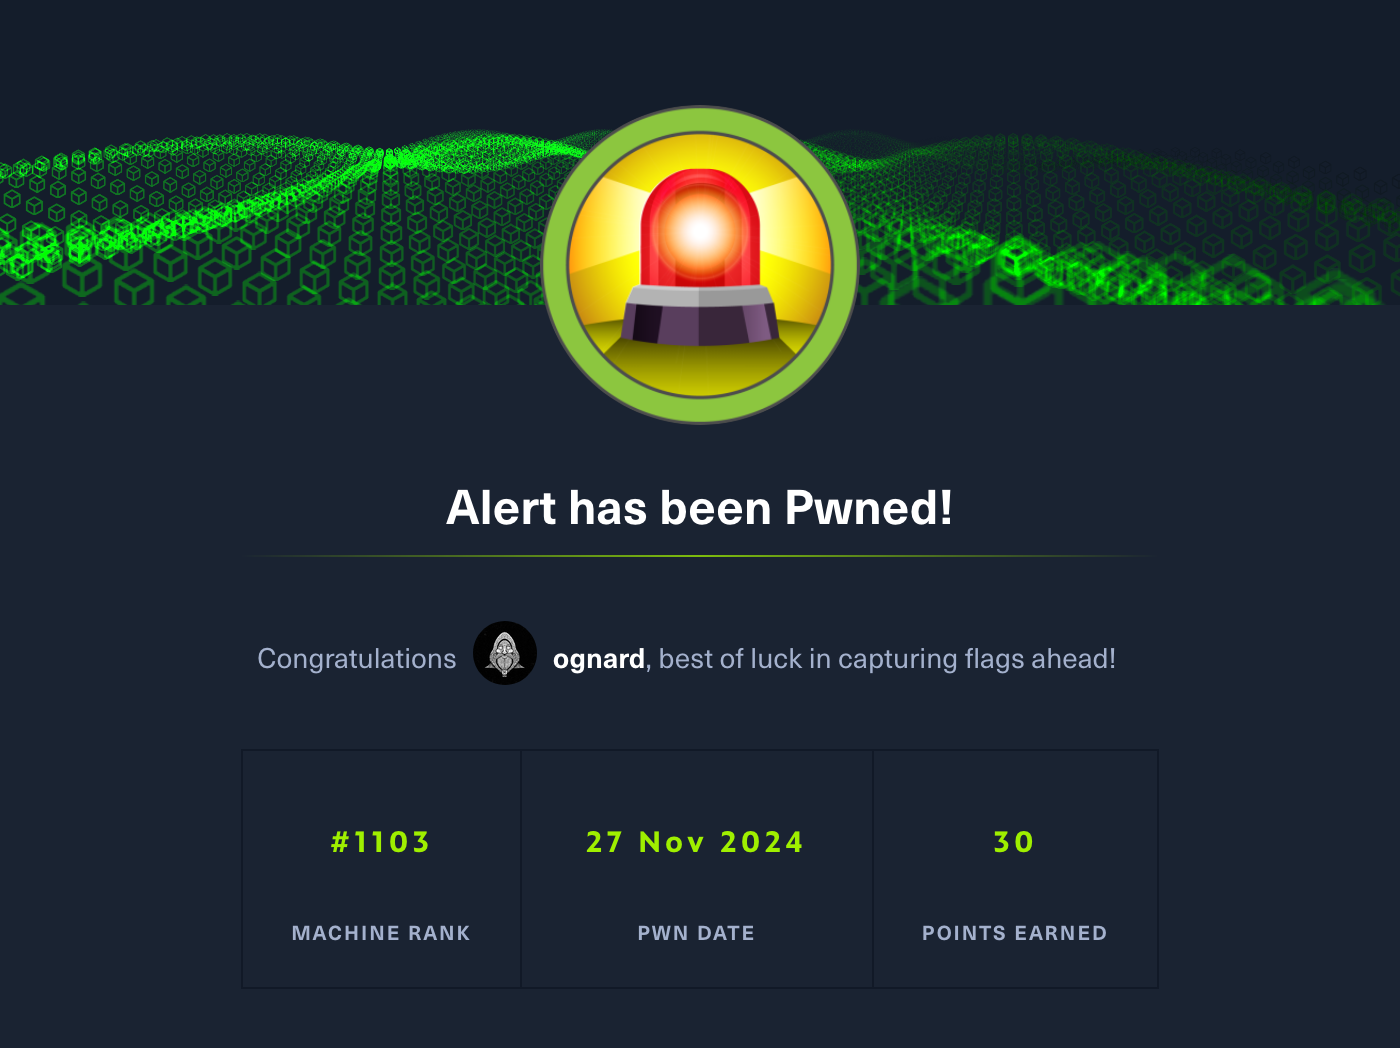 Alert has been Pwned!
Congratulations ognard, best of luck in capturing flags ahead!
#1103
27 Nov 2024
30
MACHINE RANK
PWN DATE
POINTS EARNED